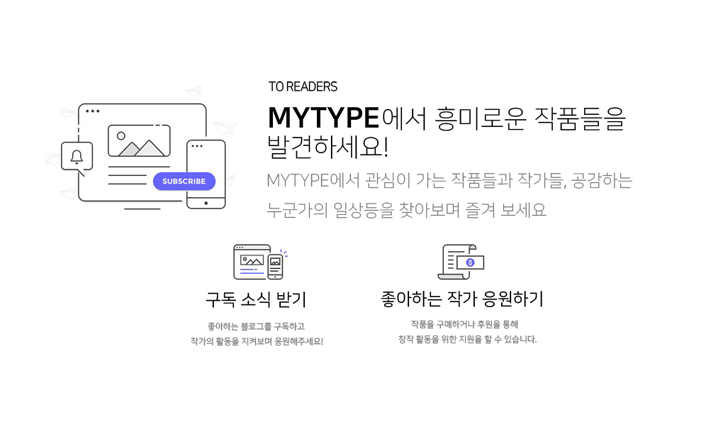 TO READERS
MYTYPE에서 흥미로운 작품들을
발견하세요!
MYTYPE에서 관심이 가는 작품들과 작가들, 공감하는
누군가의 일상등을 찾아보며 즐겨 보세요
SUBSCRIBE
구독 소식 받기
좋아하는 블로그를 구독하고
작가의 활동을 지켜보며 응원해주세요!
좋아하는 작가 응원하기
작품을 구매하거나 후원을 통해
창작 활동을 위한 지원을 할 수 있습니다.